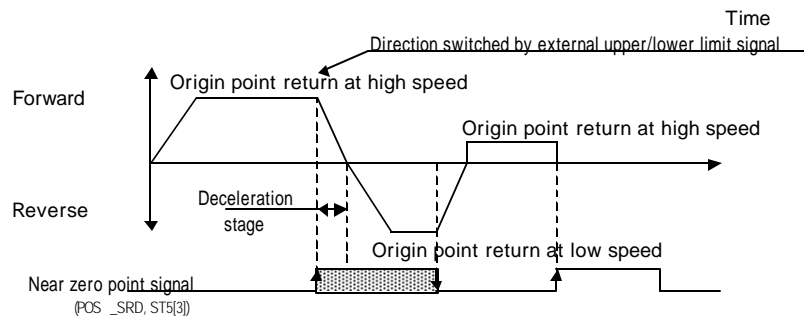 Time
Direction switched by external upper/lower limit signal
Origin point return at high speed
Forward
Origin point return at high speed
Reverse
Deceleration
stage
Origin point return at low speed
Near zero point signal
(POS _SRD, ST5[3])